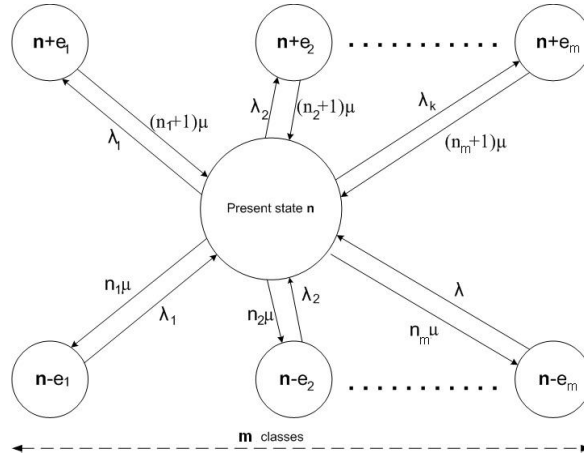 n+e₁ n+e₂ .......... n+eₘ
λ₂ (n₂+1)μ λₖ
(n₁+1)μ
λ₁ (nₘ+1)μ
Present state n
n₁μ λ₂ λ
λ₁ n₂μ nₘμ
n-e₁ n-e₂ .......... n-eₘ
m classes